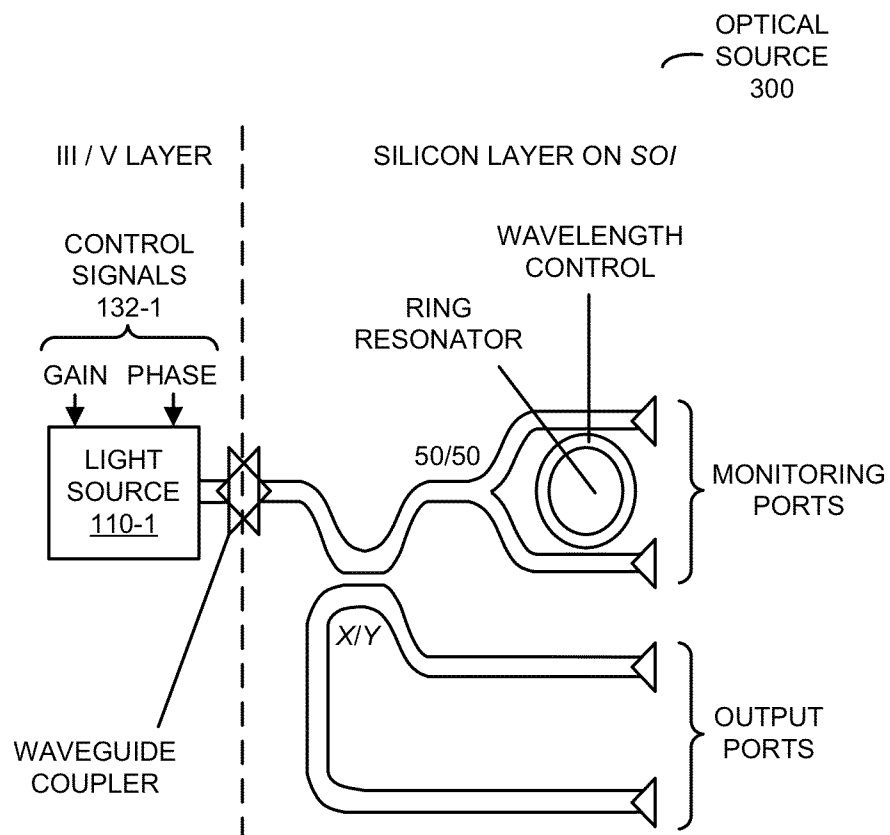 OPTICAL
SOURCE
300
III / V LAYER
SILICON LAYER ON SOI
CONTROL
SIGNALS
132-1
GAIN PHASE
WAVELENGTH
CONTROL
RING
RESONATOR
LIGHT
SOURCE
110-1
50/50
MONITORING
PORTS
X/Y
OUTPUT
PORTS
WAVEGUIDE
COUPLER